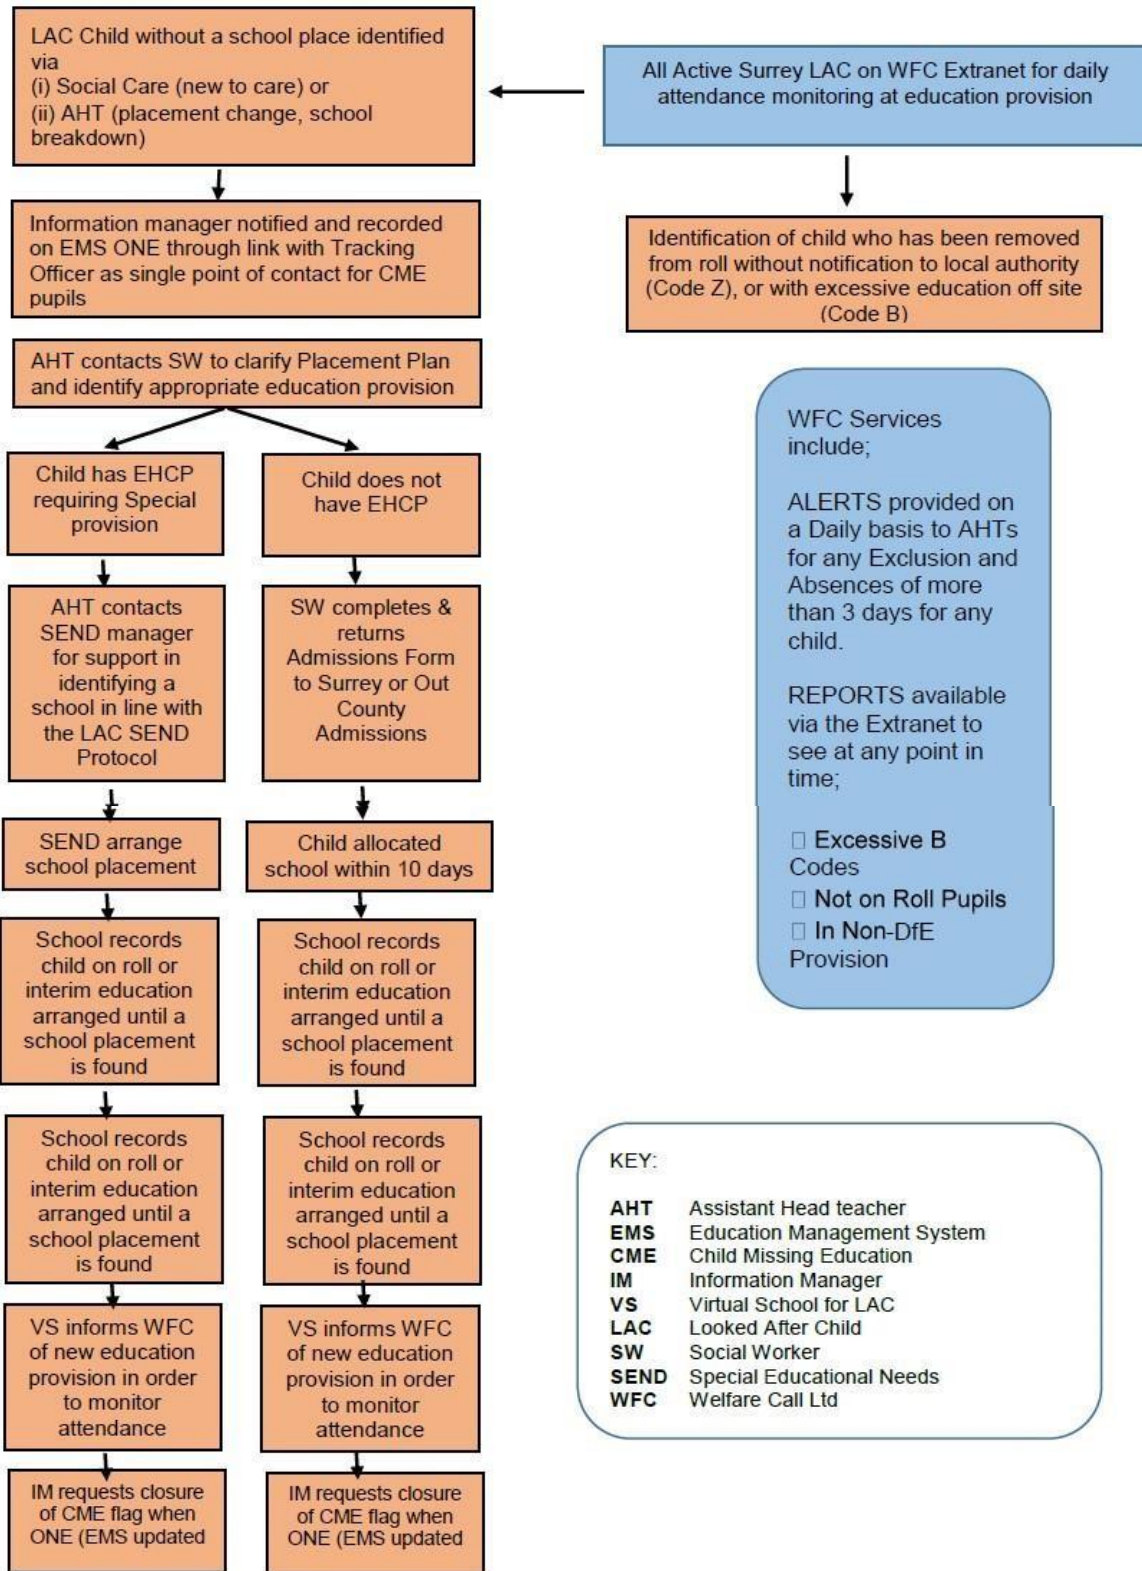 LAC Child without a school place identified
via
(i) Social Care (new to care) or
(ii) AHT (placement change, school
breakdown)
All Active Surrey LAC on WFC Extranet for daily
attendance monitoring at education provision
Information manager notified and recorded
on EMS ONE through link with Tracking
Officer as single point of contact for CME
pupils
Identification of child who has been removed
from roll without notification to local authority
(Code Z), or with excessive education off site
(Code B)
AHT contacts SW to clarify Placement Plan
and identify appropriate education provision
Child has EHCP
requiring Special
provision
Child does not
have EHCP
AHT contacts
SEND manager
for support in
identifying a
school in line with
the LAC SEND
Protocol
SW completes &
returns
Admissions Form
to Surrey or Out
County
Admissions
SEND arrange
school placement
Child allocated
school within 10 days
School records
child on roll or
interim education
arranged until a
school placement
is found
School records
child on roll or
interim education
arranged until a
school placement
is found
School records
child on roll or
interim education
arranged until a
school placement
is found
School records
child on roll or
interim education
arranged until a
school placement
is found
VS informs WFC
of new education
provision in order
to monitor
attendance
VS informs WFC
of new education
provision in order
to monitor
attendance
IM requests closure
of CME flag when
ONE (EMS updated
IM requests closure
of CME flag when
ONE (EMS updated
WFC Services
include;
ALERTS provided on
a Daily basis to AHTs
for any Exclusion and
Absences of more
than 3 days for any
child.
REPORTS available
via the Extranet to
see at any point in
time;
Excessive B
Codes
Not on Roll Pupils
In Non-DfE
Provision
KEY:
AHT Assistant Head teacher
EMS Education Management System
CME Child Missing Education
IM Information Manager
VS Virtual School for LAC
LAC Looked After Child
SW Social Worker
SEND Special Educational Needs
WFC Welfare Call Ltd